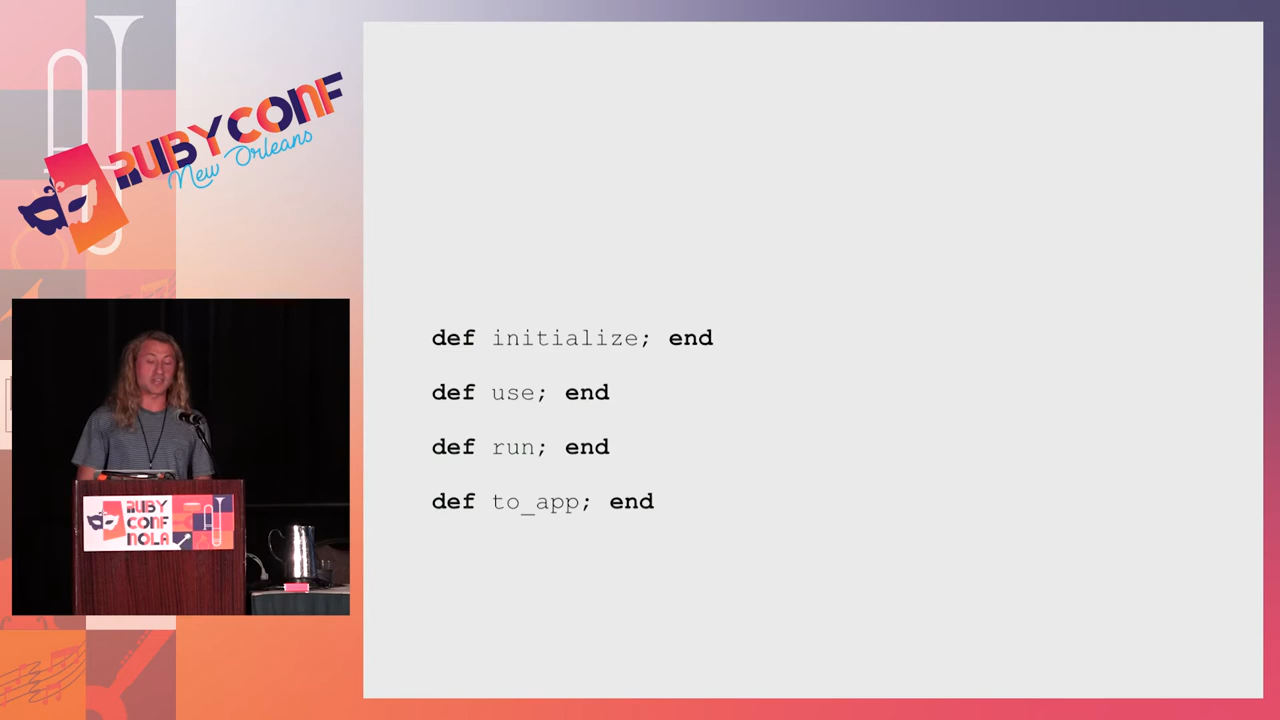 RUBYCONF
New Orleans
def initialize; end
def use; end
def run; end
def to_app; end
RUBY
CONF
NOLA